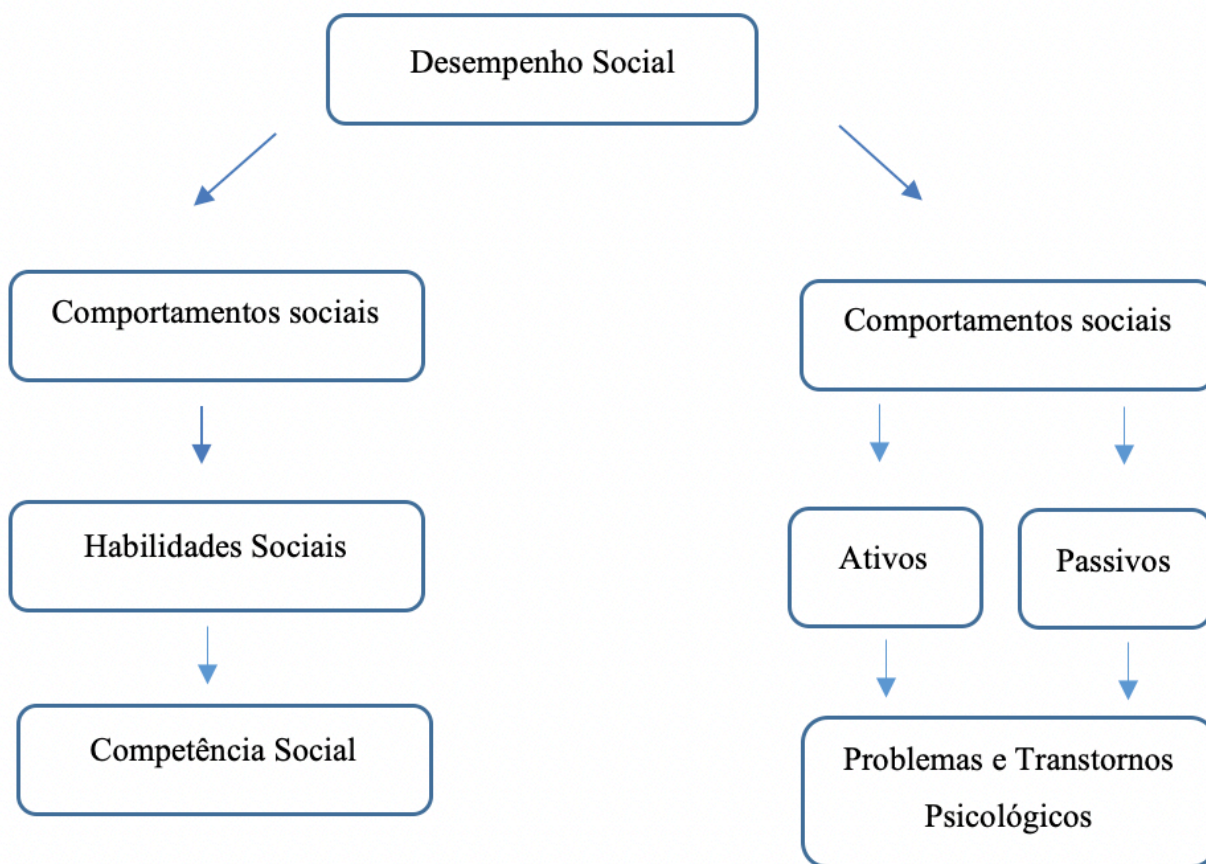 Desempenho Social
Comportamentos sociais
Comportamentos sociais
Habilidades Sociais
Ativos
Passivos
Competência Social
Problemas e Transtornos
Psicológicos